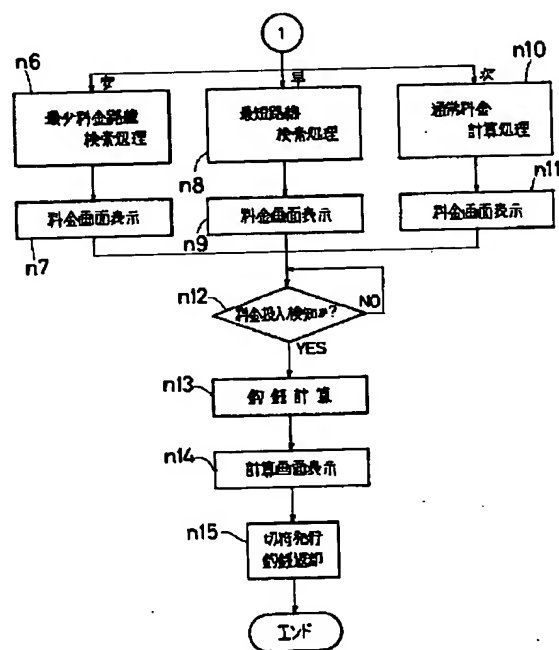 1
n6
安
早
次
n10
最少料金路線
検索処理
最短路線
検索処理
通常料金
計算処理
n8
n11
料金画面表示
料金画面表示
料金画面表示
n7
n9
n12
料金投入検知か?
NO
YES
n13
釣銭計算
n14
計算画面表示
n15
切符発行
釣銭返却
エンド